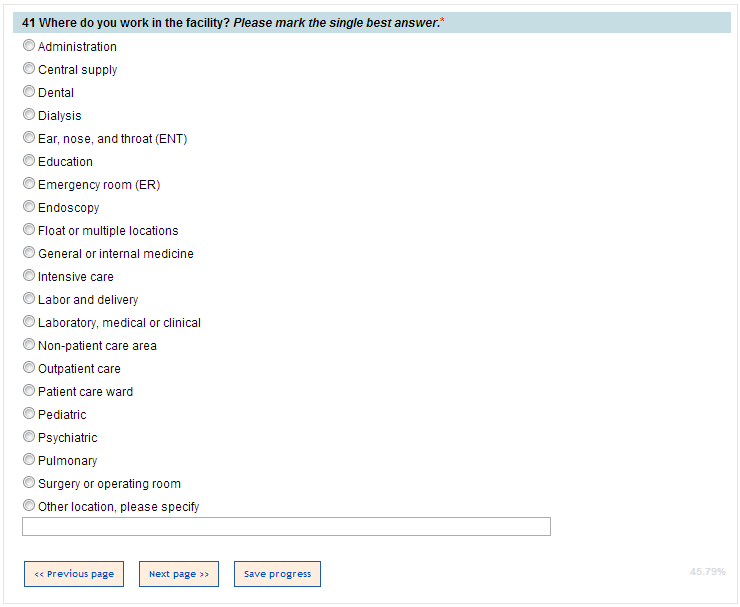 41 Where do you work in the facility? Please mark the single best answer.*
Administration
Central supply
Dental
Dialysis
Ear, nose, and throat (ENT)
Education
Emergency room (ER)
Endoscopy
Float or multiple locations
General or internal medicine
Intensive care
Labor and delivery
Laboratory, medical or clinical
Non-patient care area
Outpatient care
Patient care ward
Pediatric
Psychiatric
Pulmonary
Surgery or operating room
Other location, please specify
<< Previous page
Next page >>
Save progress
45.79%